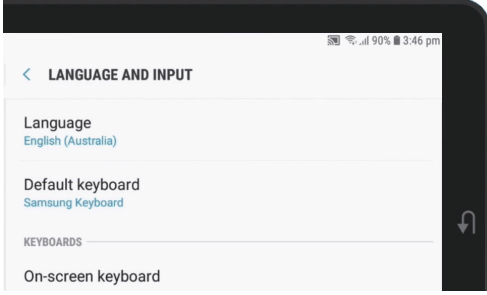 90% 3:46 pm
LANGUAGE AND INPUT
Language
English (Australia)
Default keyboard
Samsung Keyboard
KEYBOARDS
On-screen keyboard